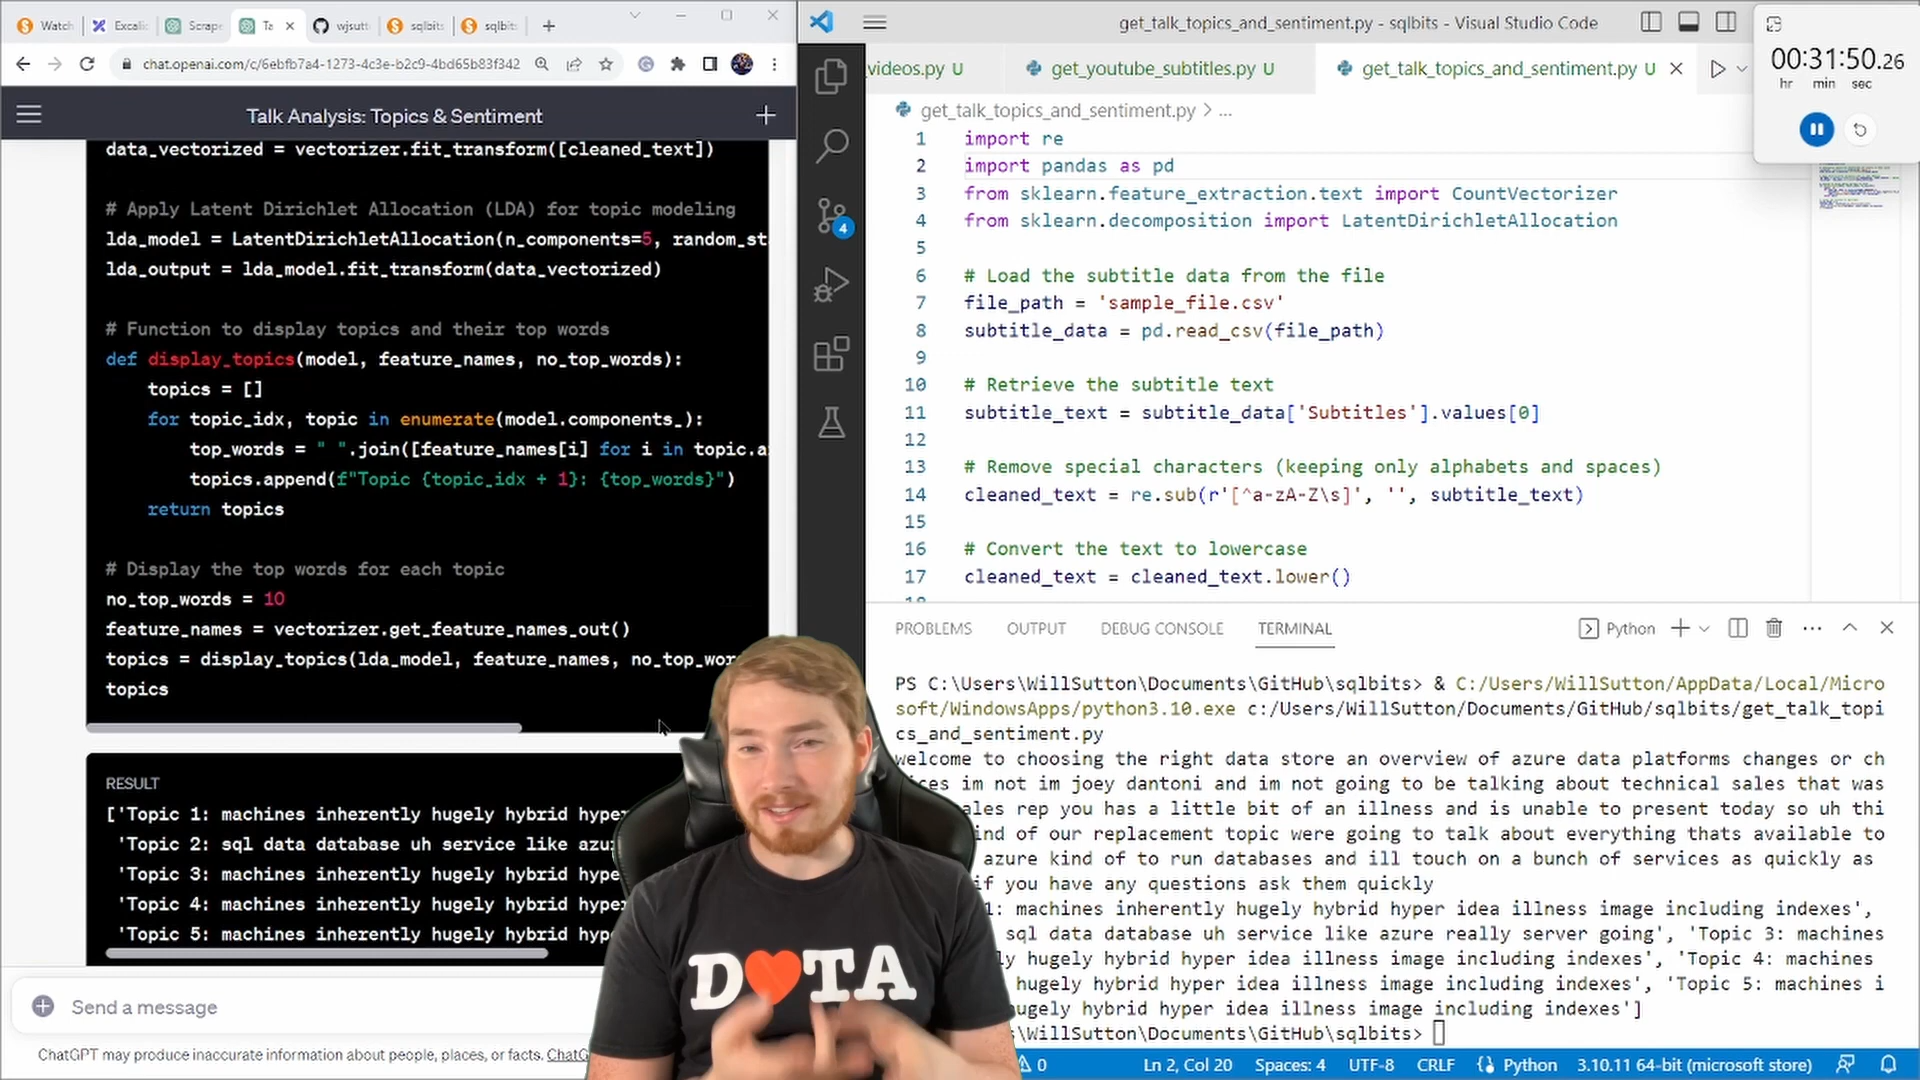 Watch
Excali
Scrape
Ta
wjsutt
sqlbits
sqlbits
chat.openai.com/c/6ebfb7a4-1273-4c3e-b2c9-4bd65b83f342
Talk Analysis: Topics & Sentiment
data_vectorized = vectorizer.fit_transform([cleaned_text])
# Apply Latent Dirichlet Allocation (LDA) for topic modeling
lda_model = LatentDirichletAllocation(n_components=5, random_st
lda_output = lda_model.fit_transform(data_vectorized)
# Function to display topics and their top words
def display_topics(model, feature_names, no_top_words):
topics = []
for topic_idx, topic in enumerate(model.components_):
top_words = " ".join([feature_names[i] for i in topic.a
topics.append(f"Topic {topic_idx + 1}: {top_words}")
return topics
# Display the top words for each topic
no_top_words = 10
feature_names = vectorizer.get_feature_names_out()
topics = display_topics(lda_model, feature_names, no_top_wor
topics
RESULT
['Topic 1: machines inherently hugely hybrid hyper
'Topic 2: sql data database uh service like azu
'Topic 3: machines inherently hugely hybrid hype
'Topic 4: machines inherently hugely hybrid hyper
'Topic 5: machines inherently hugely hybrid hyp
Send a message
ChatGPT may produce inaccurate information about people, places, or facts. ChatG
D TA
get_talk_topics_and_sentiment.py - sqlbits - Visual Studio Code
00:31:50.26
hr min sec
videos.py U
get_youtube_subtitles.py U
get_talk_topics_and_sentiment.py U
get_talk_topics_and_sentiment.py > ...
4
1 import re
2 import pandas as pd
3 from sklearn.feature_extraction.text import CountVectorizer
4 from sklearn.decomposition import LatentDirichletAllocation
5
6 # Load the subtitle data from the file
7 file_path = 'sample_file.csv'
8 subtitle_data = pd.read_csv(file_path)
9
10 # Retrieve the subtitle text
11 subtitle_text = subtitle_data['Subtitles'].values[0]
12
13 # Remove special characters (keeping only alphabets and spaces)
14 cleaned_text = re.sub(r'[^a-zA-Z\s]', '', subtitle_text)
15
16 # Convert the text to lowercase
17 cleaned_text = cleaned_text.lower()
PROBLEMS OUTPUT DEBUG CONSOLE TERMINAL
Python
PS C:\Users\WillSutton\Documents\GitHub\sqlbits> & C:/Users/WillSutton/AppData/Local/Micro
soft/WindowsApps/python3.10.exe c:/Users/WillSutton/Documents/GitHub/sqlbits/get_talk_topi
cs_and_sentiment.py
welcome to choosing the right data store an overview of azure data platforms changes or ch
ices im not im joey dantoni and im not going to be talking about technical sales that was
ales rep you has a little bit of an illness and is unable to present today so uh thi
ind of our replacement topic were going to talk about everything thats available to
azure kind of to run databases and ill touch on a bunch of services as quickly as
if you have any questions ask them quickly
1: machines inherently hugely hybrid hyper idea illness image including indexes',
sql data database uh service like azure really server going', 'Topic 3: machines
ly hugely hybrid hyper idea illness image including indexes', 'Topic 4: machines
hugely hybrid hyper idea illness image including indexes', 'Topic 5: machines i
hugely hybrid hyper idea illness image including indexes']
\WillSutton\Documents\GitHub\sqlbits>
0
Ln 2, Col 20
Spaces: 4
UTF-8
CRLF
Python
3.10.11 64-bit (microsoft store)